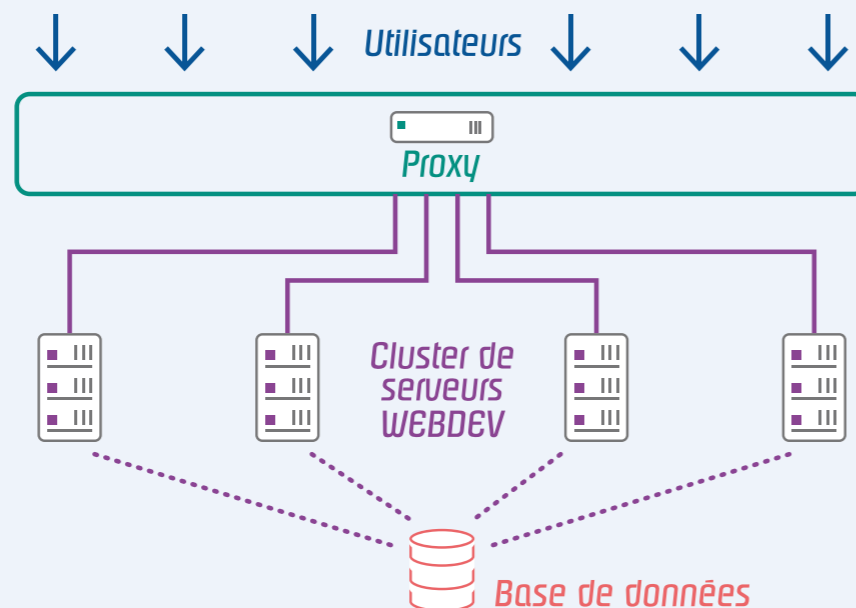 Utilisateurs
Proxy
Cluster de
serveurs
WEBDEV
Base de données